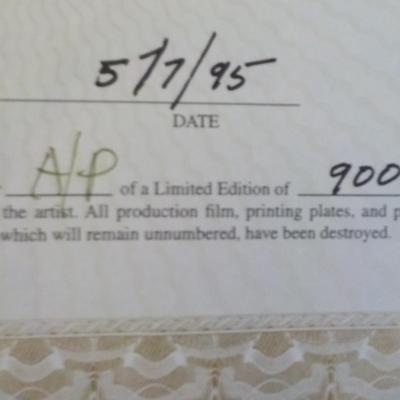 5/7/95
DATE
A/P of a Limited Edition of 900
the artist. All production film, printing plates, and
which will remain unnumbered, have been destroyed.